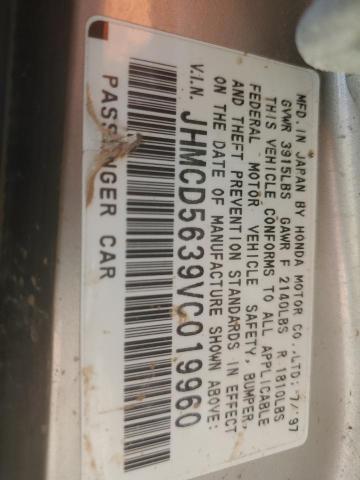 MFD. IN JAPAN BY HONDA MOTOR CO.,LTD: 7/'97
GVWR 3915LBS GAWR F 2140LBS R 1810LBS
THIS VEHICLE CONFORMS TO ALL APPLICABLE
FEDERAL MOTOR VEHICLE SAFETY, BUMPER,
AND THEFT PREVENTION STANDARDS IN EFFECT
ON THE DATE OF MANUFACTURE SHOWN ABOVE:
V.I.N. JHMCD5639VC019960
PASSENGER CAR